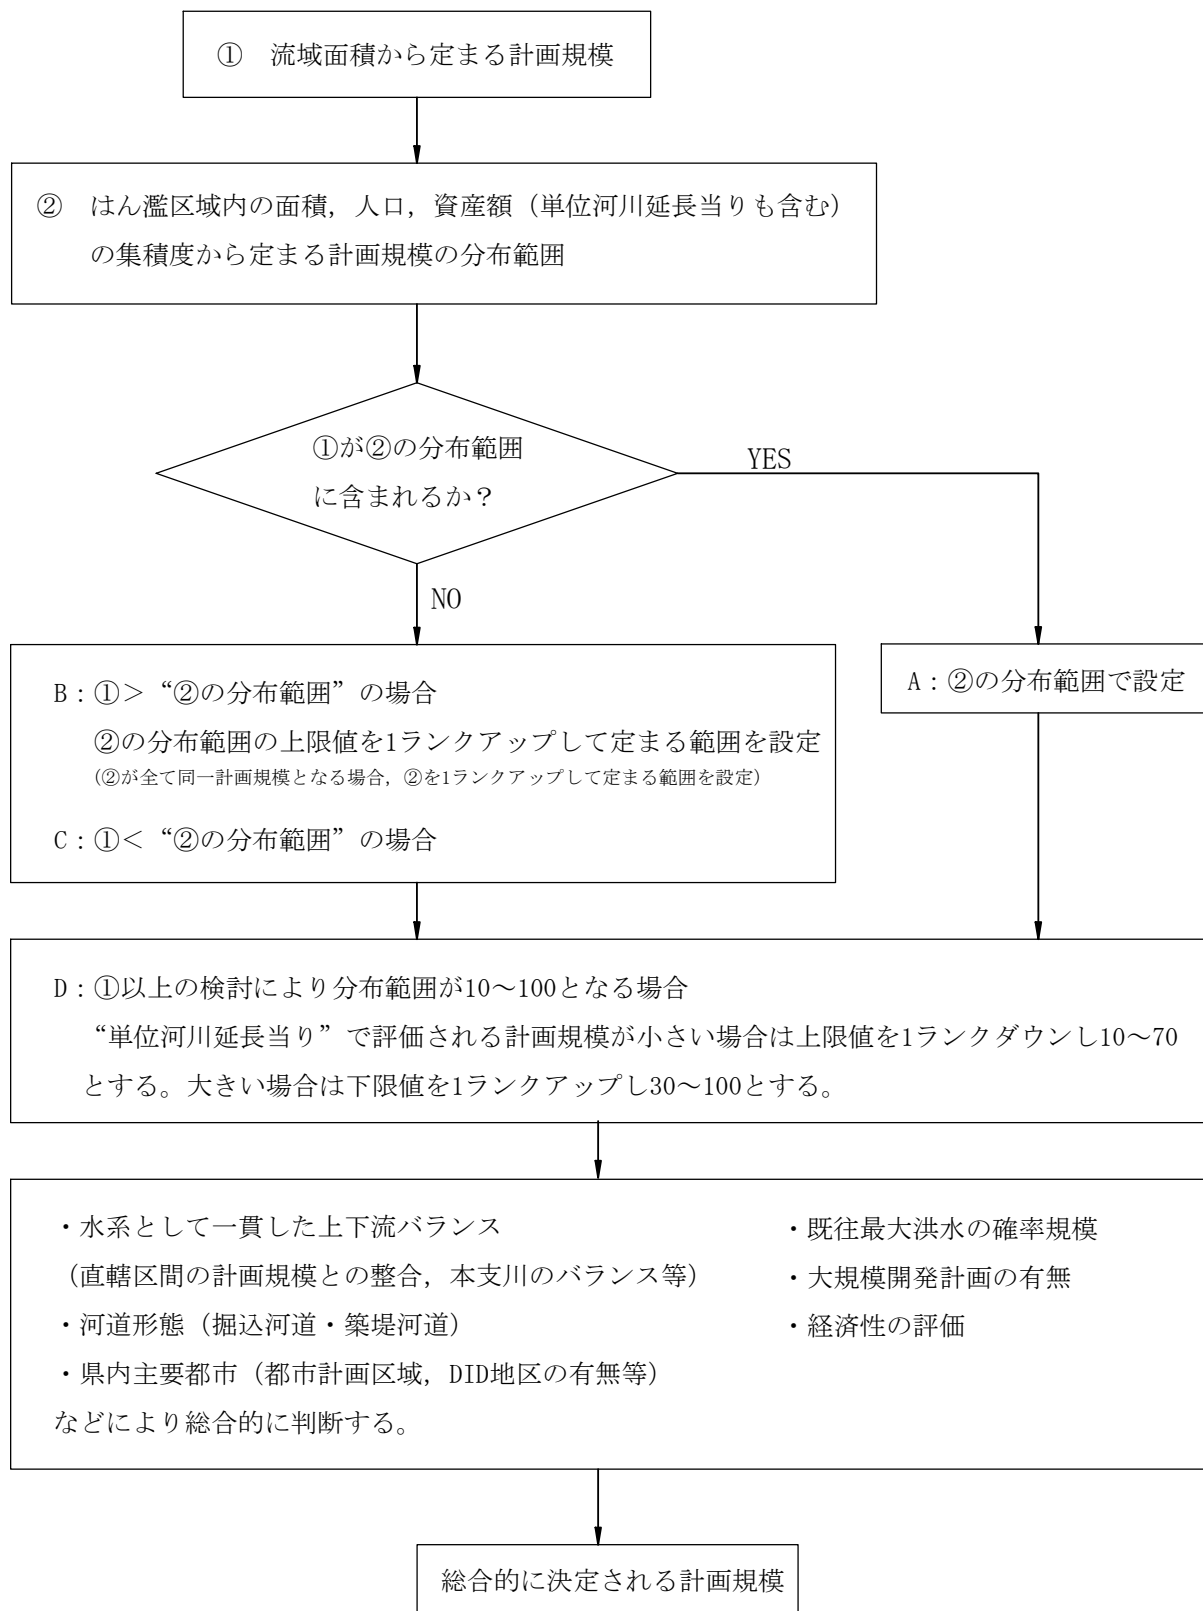 ① 流域面積から定まる計画規模
② はん濫区域内の面積，人口，資産額（単位河川延長当りも含む）
の集積度から定まる計画規模の分布範囲
①が②の分布範囲
に含まれるか？
YES
NO
B：①＞“②の分布範囲”の場合
②の分布範囲の上限値を1ランクアップして定まる範囲を設定
（②が全て同一計画規模となる場合，②を1ランクアップして定まる範囲を設定）
C：①＜“②の分布範囲”の場合
A：②の分布範囲で設定
D：①以上の検討により分布範囲が10～100となる場合
“単位河川延長当り”で評価される計画規模が小さい場合は上限値を1ランクダウンし10～70
とする。大きい場合は下限値を1ランクアップし30～100とする。
・水系として一貫した上下流バランス
（直轄区間の計画規模との整合，本支川のバランス等）
・河道形態（掘込河道・築堤河道）
・県内主要都市（都市計画区域，DID地区の有無等）
などにより総合的に判断する。
・既往最大洪水の確率規模
・大規模開発計画の有無
・経済性の評価
総合的に決定される計画規模